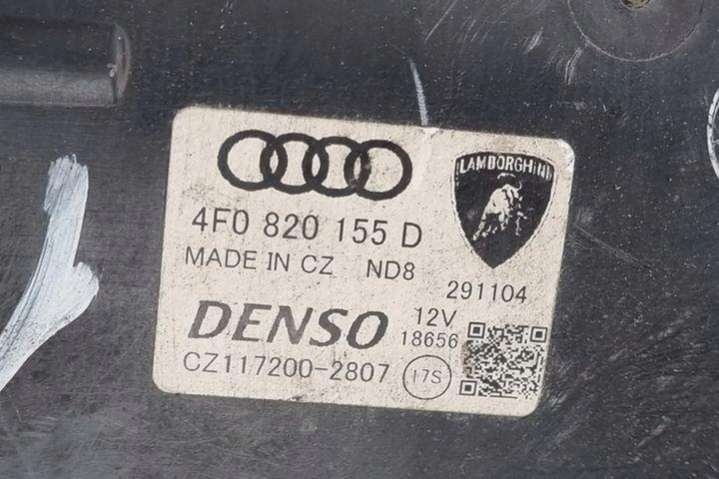 LAMBORGHINI
4F0 820 155 D
MADE IN CZ ND8
291104
DENSO
12V
18656
CZ117200-2807
17S